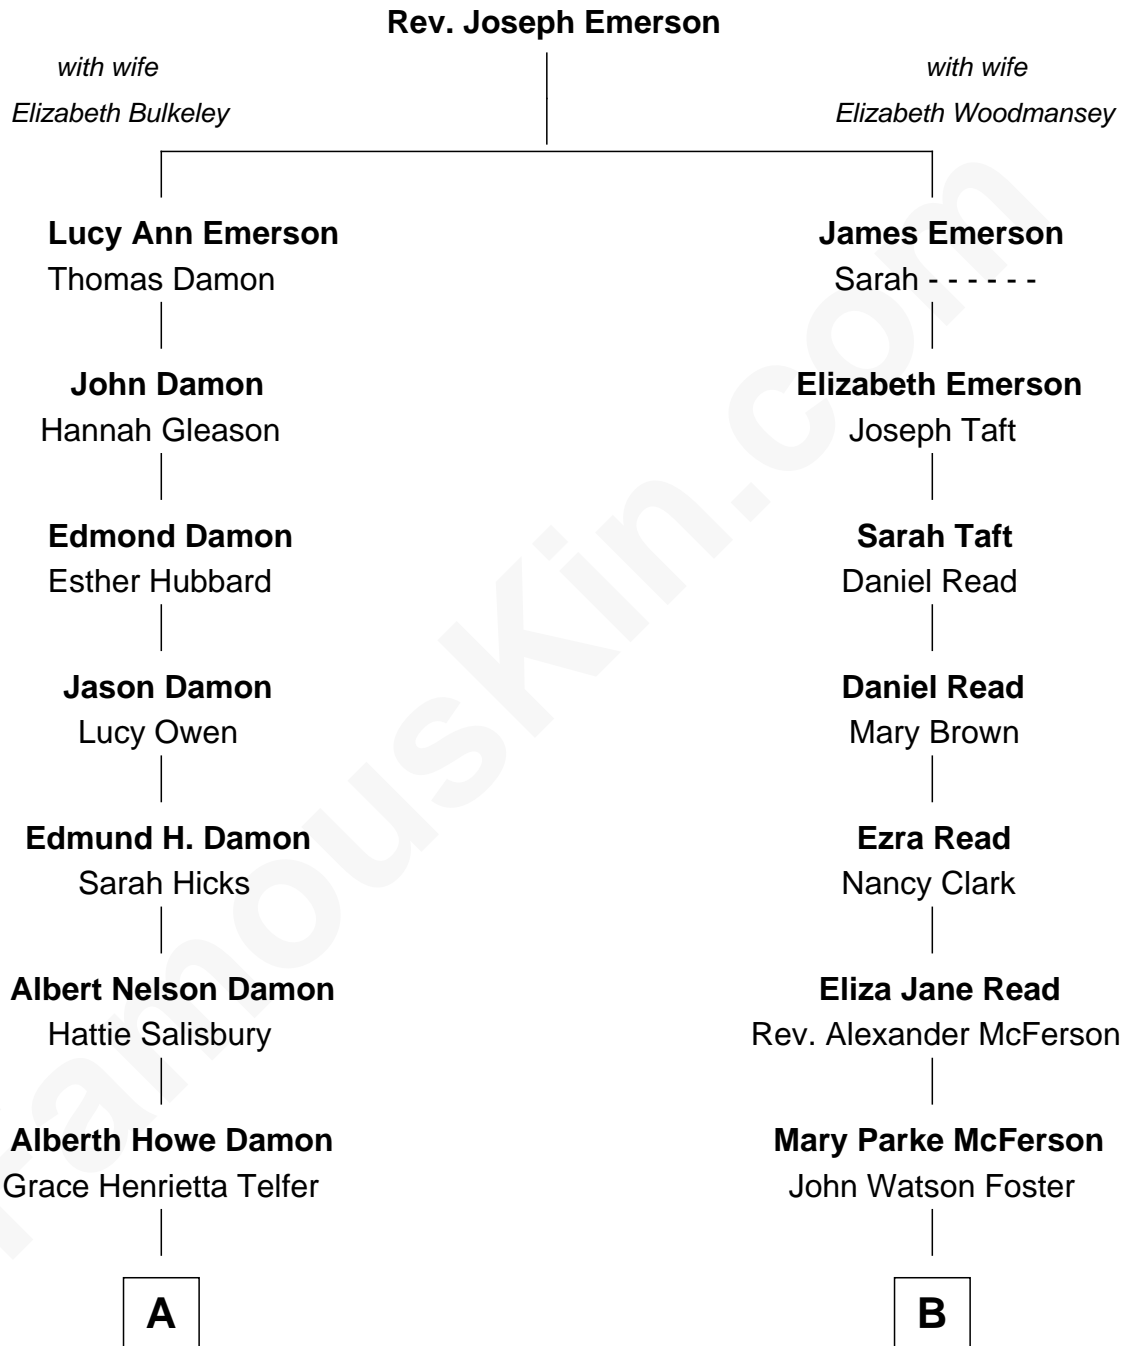 Rev. Joseph Emerson
with wife
Elizabeth Bulkeley
with wife
Elizabeth Woodmansey
Lucy Ann Emerson
Thomas Damon
James Emerson
Sarah - - - - - -
John Damon
Hannah Gleason
Elizabeth Emerson
Joseph Taft
Edmond Damon
Esther Hubbard
Sarah Taft
Daniel Read
Jason Damon
Lucy Owen
Daniel Read
Mary Brown
Edmund H. Damon
Sarah Hicks
Ezra Read
Nancy Clark
Albert Nelson Damon
Hattie Salisbury
Eliza Jane Read
Rev. Alexander McFerson
Alberth Howe Damon
Grace Henrietta Telfer
Mary Parke McFerson
John Watson Foster
A
B
FamousKin.com